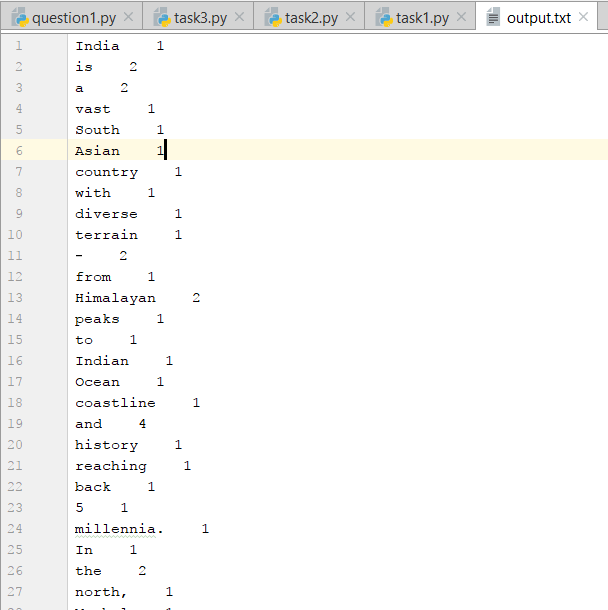 question1.py task3.py task2.py task1.py output.txt
1 India 1
2 is 2
3 a 2
4 vast 1
5 South 1
6 Asian 1
7 country 1
8 with 1
9 diverse 1
10 terrain 1
11 - 2
12 from 1
13 Himalayan 2
14 peaks 1
15 to 1
16 Indian 1
17 Ocean 1
18 coastline 1
19 and 4
20 history 1
21 reaching 1
22 back 1
23 5 1
24 millennia. 1
25 In 1
26 the 2
27 north, 1